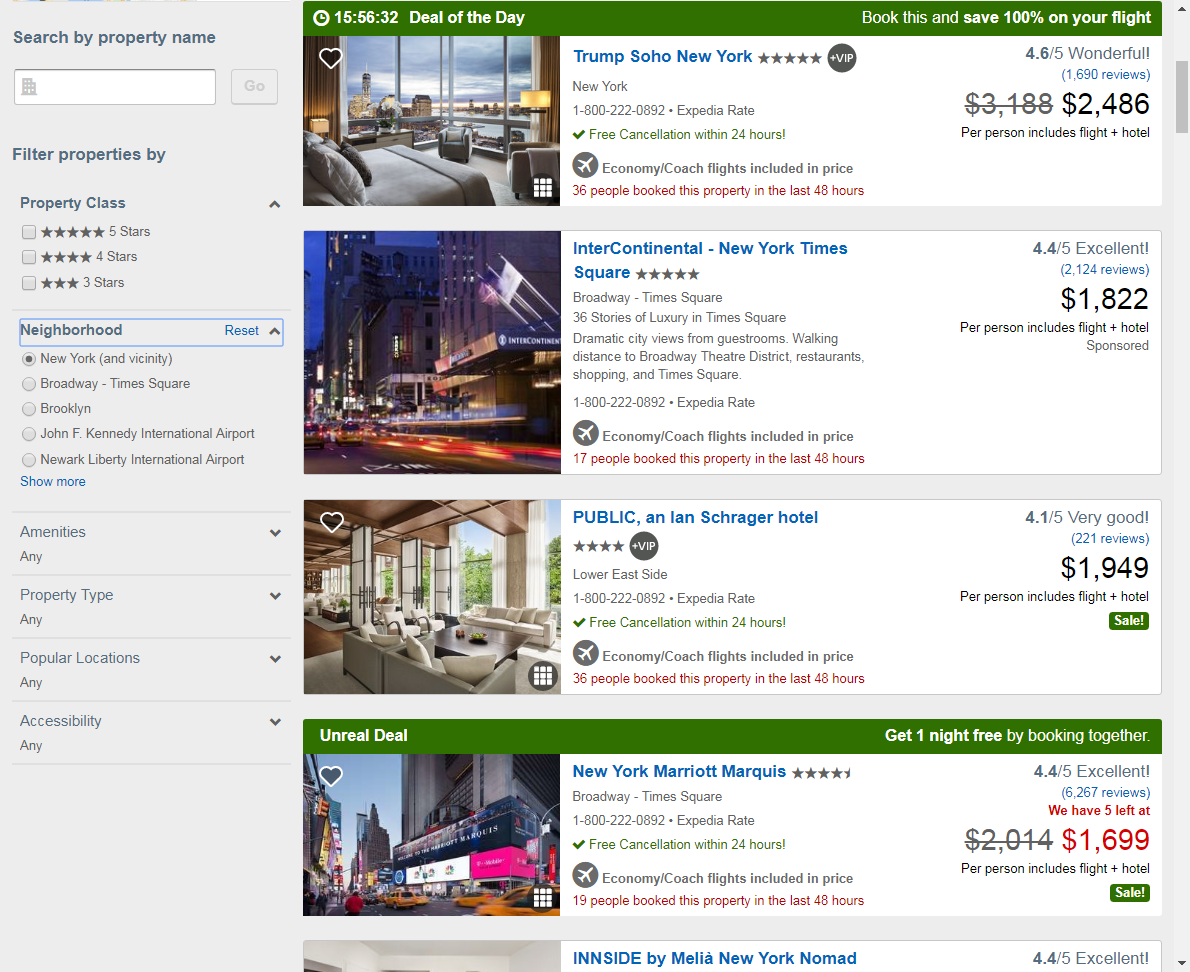 Search by property name
Go
Filter properties by
Property Class
5 Stars
4 Stars
3 Stars
Neighborhood Reset
New York (and vicinity)
Broadway - Times Square
Brooklyn
John F. Kennedy International Airport
Newark Liberty International Airport
Show more
Amenities
Any
Property Type
Any
Popular Locations
Any
Accessibility
Any
15:56:32 Deal of the Day Book this and save 100% on your flight
Trump Soho New York +VIP
New York
1-800-222-0892 • Expedia Rate
Free Cancellation within 24 hours!
Economy/Coach flights included in price
36 people booked this property in the last 48 hours
4.6/5 Wonderful!
(1,690 reviews)
$3,188 $2,486
Per person includes flight + hotel
InterContinental - New York Times
Square
Broadway - Times Square
36 Stories of Luxury in Times Square
Dramatic city views from guestrooms. Walking
distance to Broadway Theatre District, restaurants,
shopping, and Times Square.
1-800-222-0892 • Expedia Rate
Economy/Coach flights included in price
17 people booked this property in the last 48 hours
4.4/5 Excellent!
(2,124 reviews)
$1,822
Per person includes flight + hotel
Sponsored
INTERCONTINENT
PUBLIC, an Ian Schrager hotel
+VIP
Lower East Side
1-800-222-0892 • Expedia Rate
Free Cancellation within 24 hours!
Economy/Coach flights included in price
36 people booked this property in the last 48 hours
4.1/5 Very good!
(221 reviews)
$1,949
Per person includes flight + hotel
Sale!
Unreal Deal Get 1 night free by booking together.
WELCOME TO THE MARRIOTT MARQUIS
New York Marriott Marquis
Broadway - Times Square
1-800-222-0892 • Expedia Rate
Free Cancellation within 24 hours!
Economy/Coach flights included in price
19 people booked this property in the last 48 hours
4.4/5 Excellent!
(6,267 reviews)
We have 5 left at
$2,014 $1,699
Per person includes flight + hotel
Sale!
INNSIDE by Melià New York Nomad
4.4/5 Excellent!